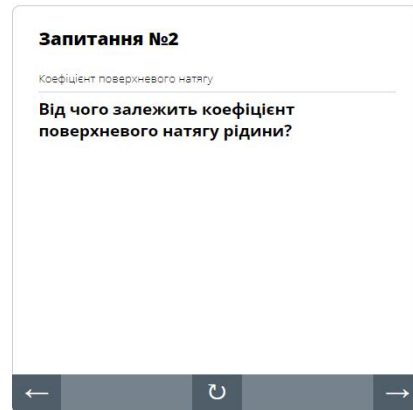 Запитання №2
Коефіцієнт поверхневого натягу
Від чого залежить коефіцієнт
поверхневого натягу рідини?